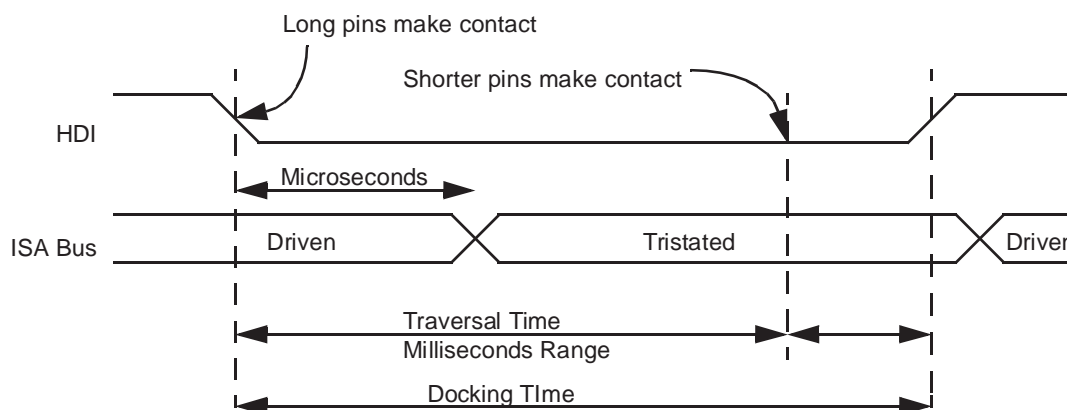 Long pins make contact
Shorter pins make contact
HDI
Microseconds
ISA Bus
Driven
Tristated
Driven
Traversal Time
Milliseconds Range
Docking TIme